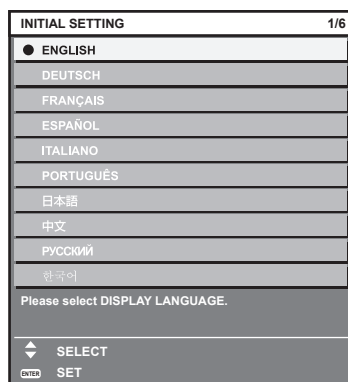 INITIAL SETTING 1/6
ENGLISH
DEUTSCH
FRANÇAIS
ESPAÑOL
ITALIANO
PORTUGUÊS
日本語
中文
РУССКИЙ
한국어
Please select DISPLAY LANGUAGE.
SELECT
ENTER SET